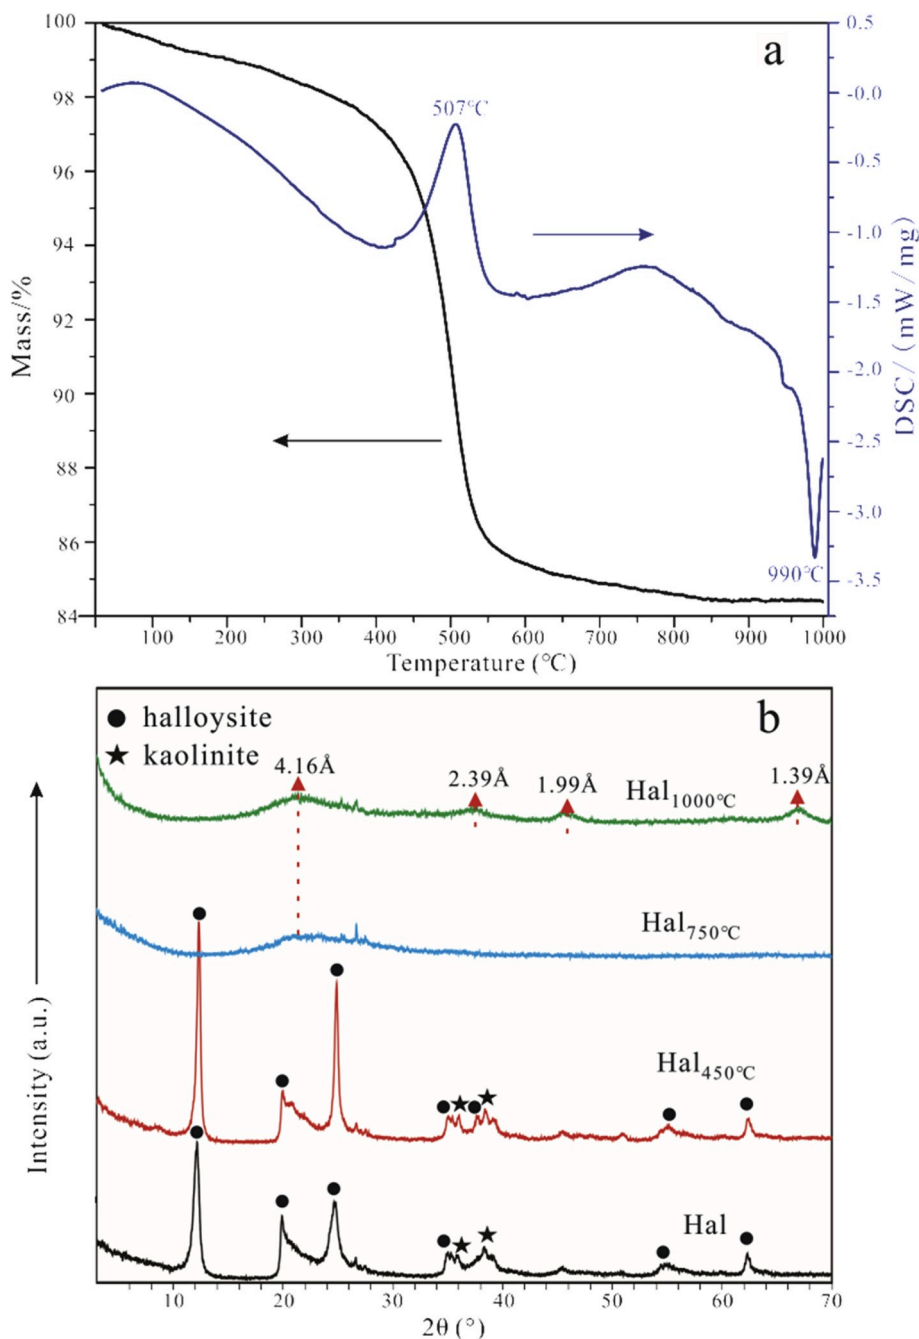 a
100
98
96
94
92
90
88
86
84
Mass/%
0.5
-0.0
-0.5
-1.0
-1.5
-2.0
-2.5
-3.0
-3.5
DSC/(mW/mg)
507℃
990℃
100 200 300 400 500 600 700 800 900 1000
Temperature(℃)
b
● halloysite
★ kaolinite
4.16Å
2.39Å
1.99Å
1.39Å
Hal1000℃
Hal750℃
Hal450℃
Hal
Intensity (a.u.)
10 20 30 40 50 60 70
2θ (°)